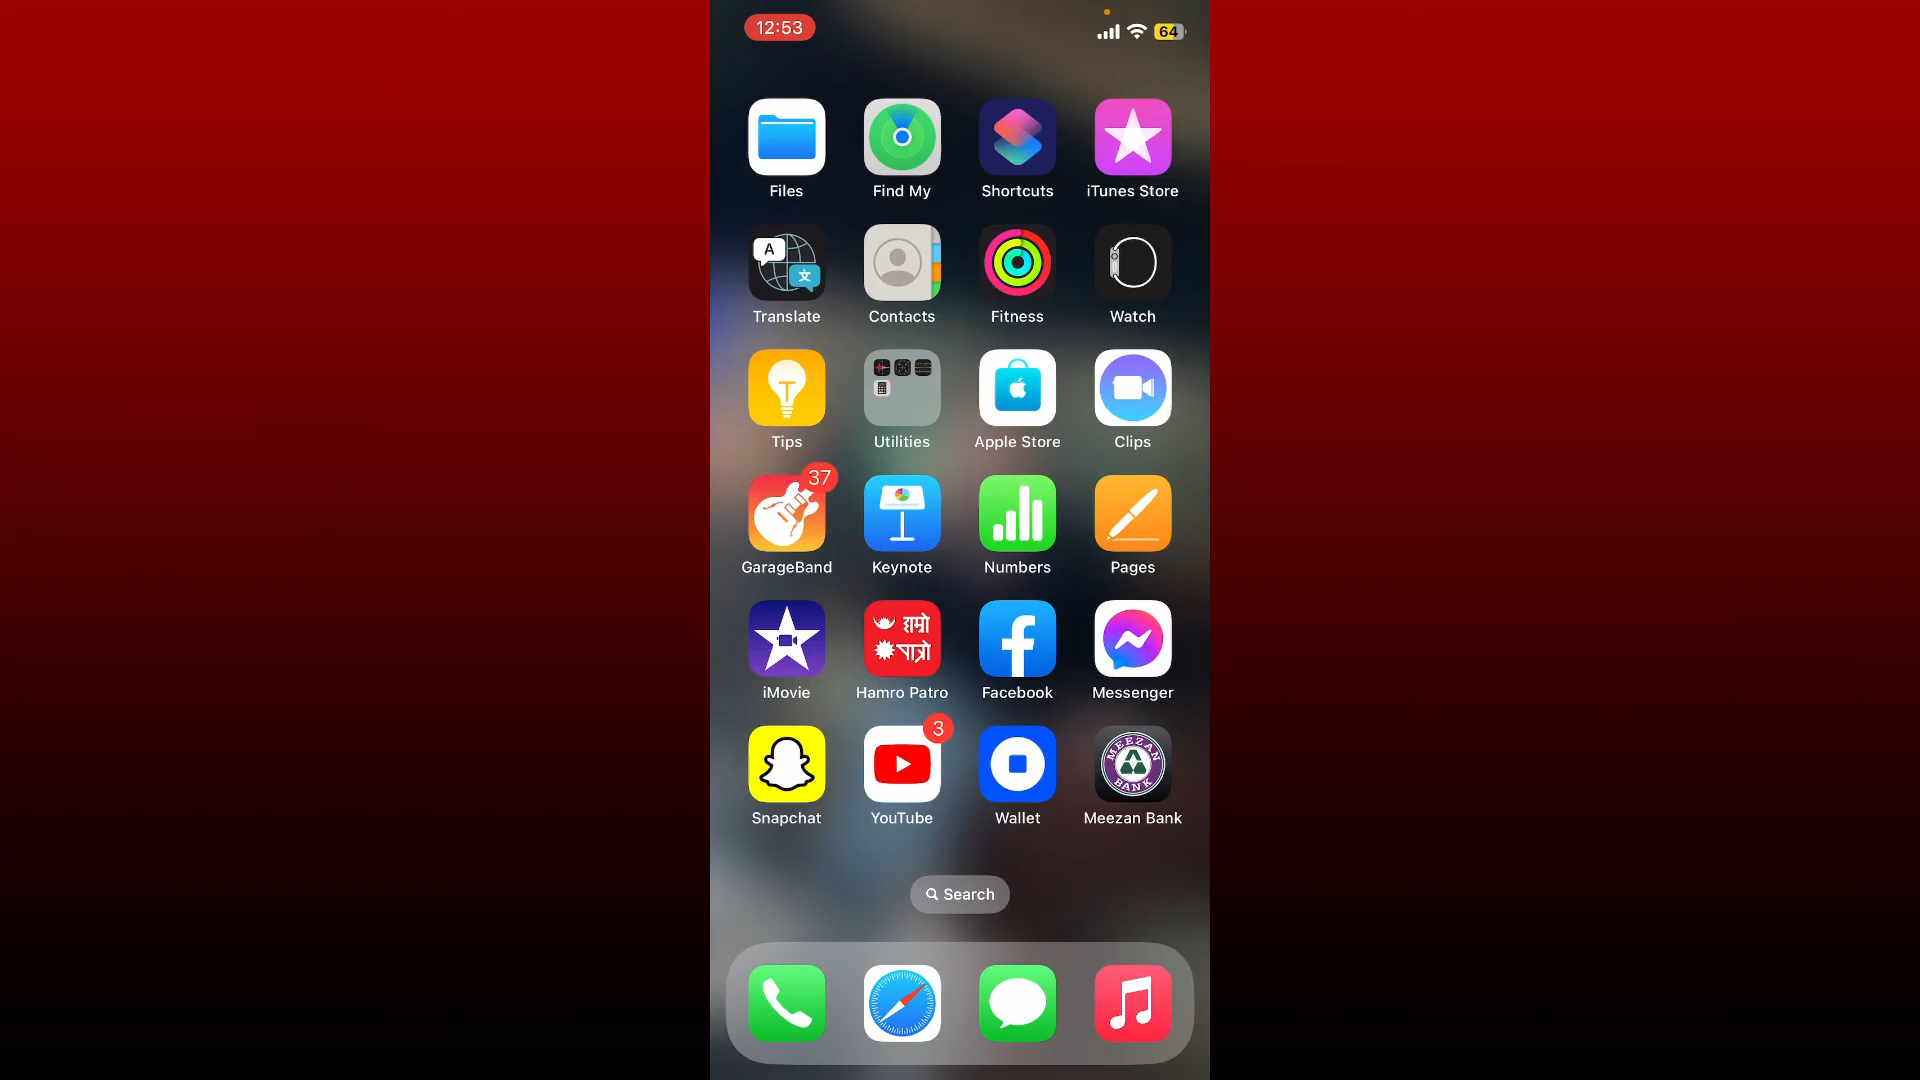 12:53
64
Files Find My Shortcuts iTunes Store
A
文
Translate Contacts Fitness Watch
Tips Utilities Apple Store Clips
37
GarageBand Keynote Numbers Pages
हाम्रो
पात्रो
iMovie Hamro Patro Facebook Messenger
3
MEEZAN
BANK
Snapchat YouTube Wallet Meezan Bank
Search